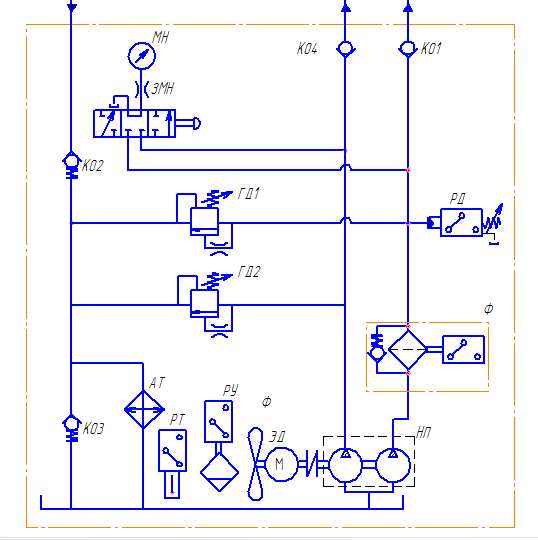 МН
КО4
КО1
ЗМН
КО2
ГД1
РД
ГД2
Ф
АТ
РУ
Ф
РТ
ЭД
НП
КО3
М